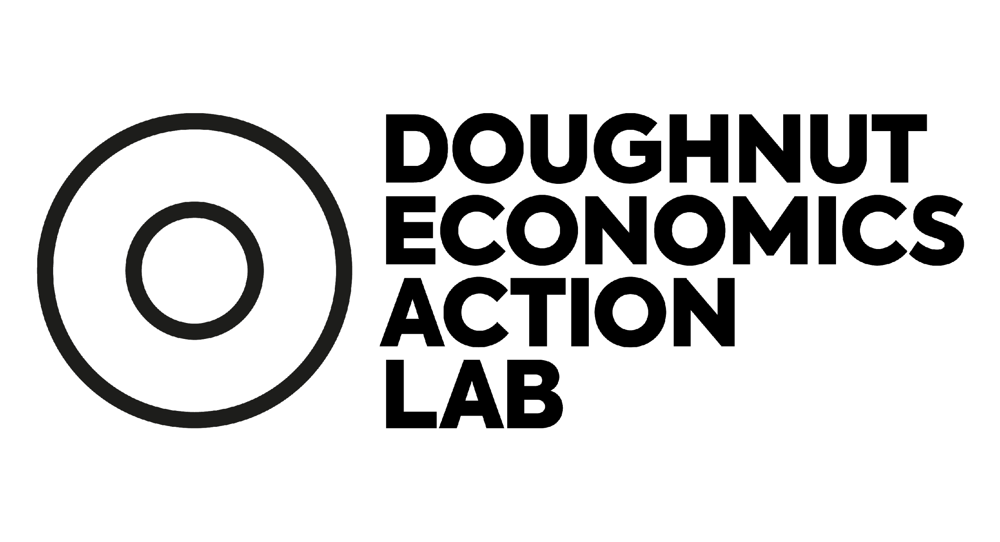 DOUGHNUT
ECONOMICS
ACTION
LAB